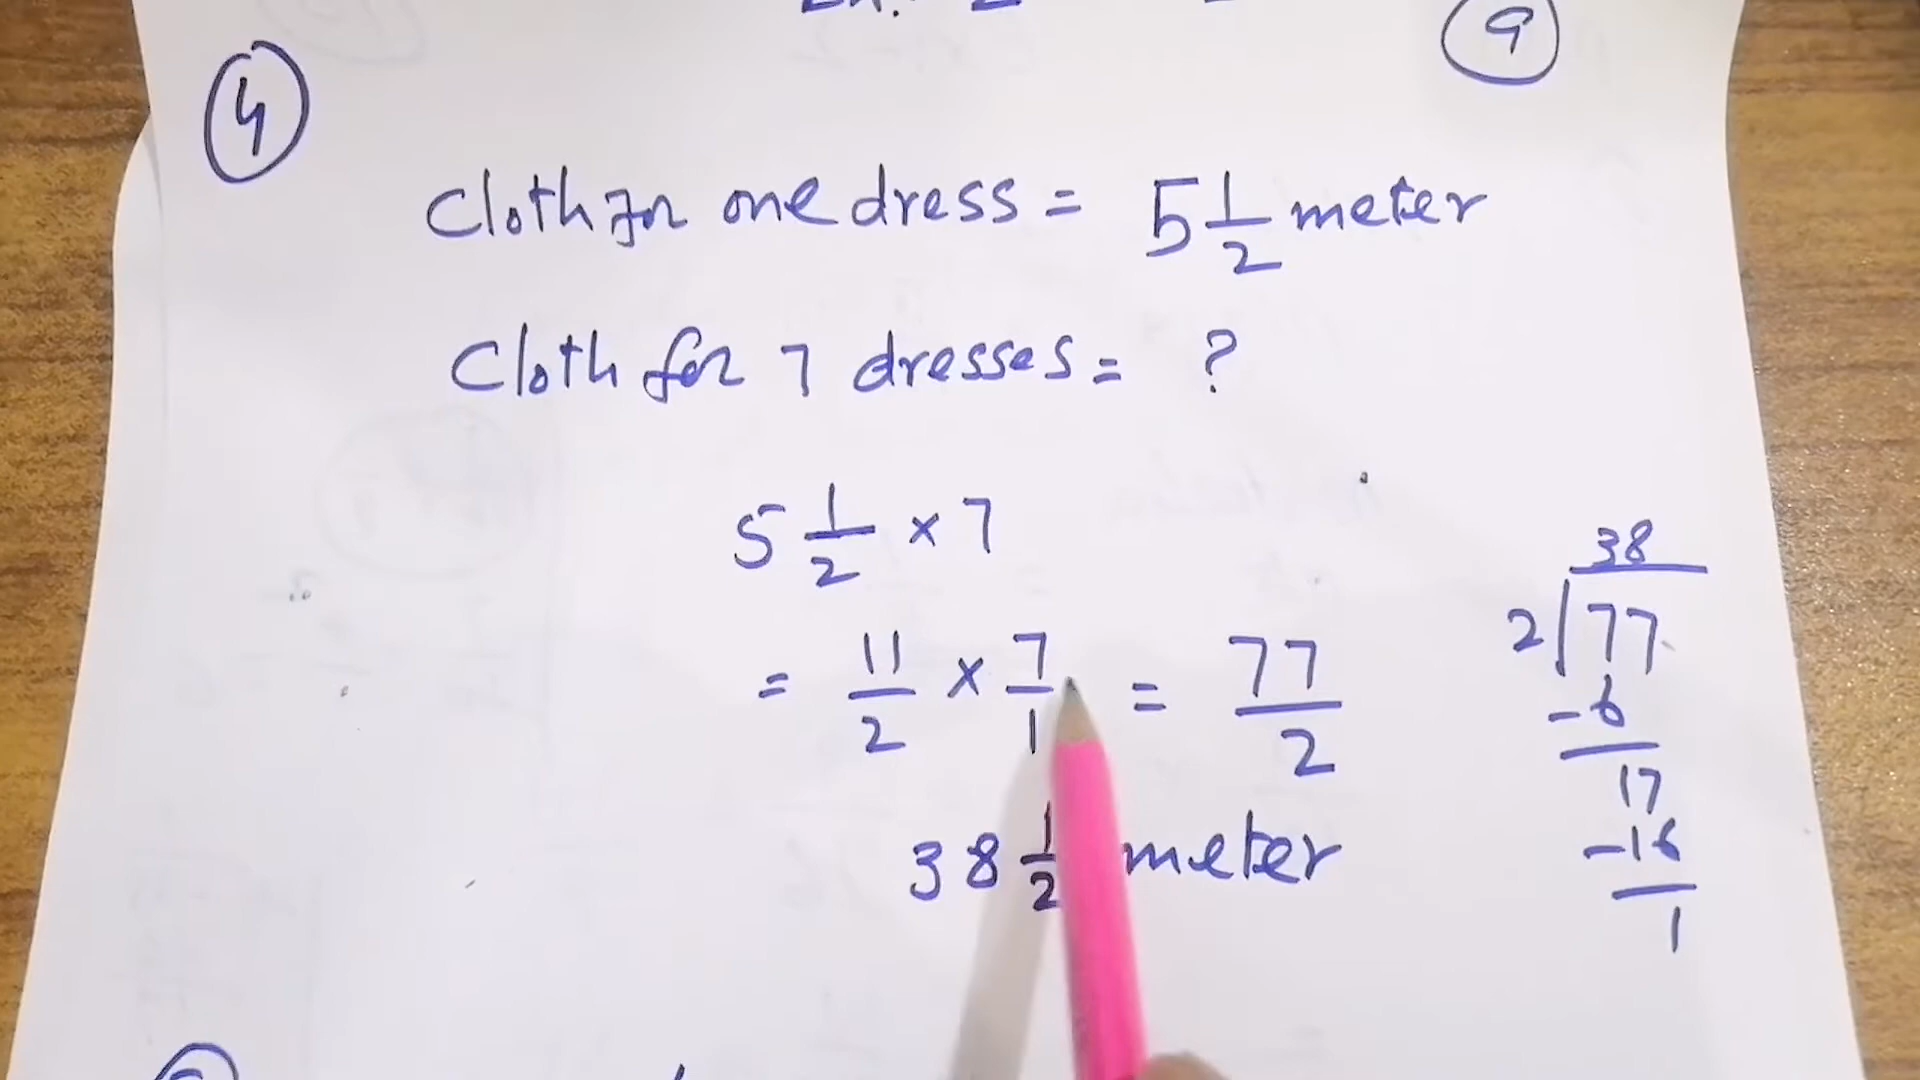 9
4
Cloth for one dress = 5 1/2 meter
Cloth for 7 dresses = ?
5 1/2 × 7
= 11/2 × 7/1 = 77/2
38 1/2 meter
38
2 77
-6
17
-16
1